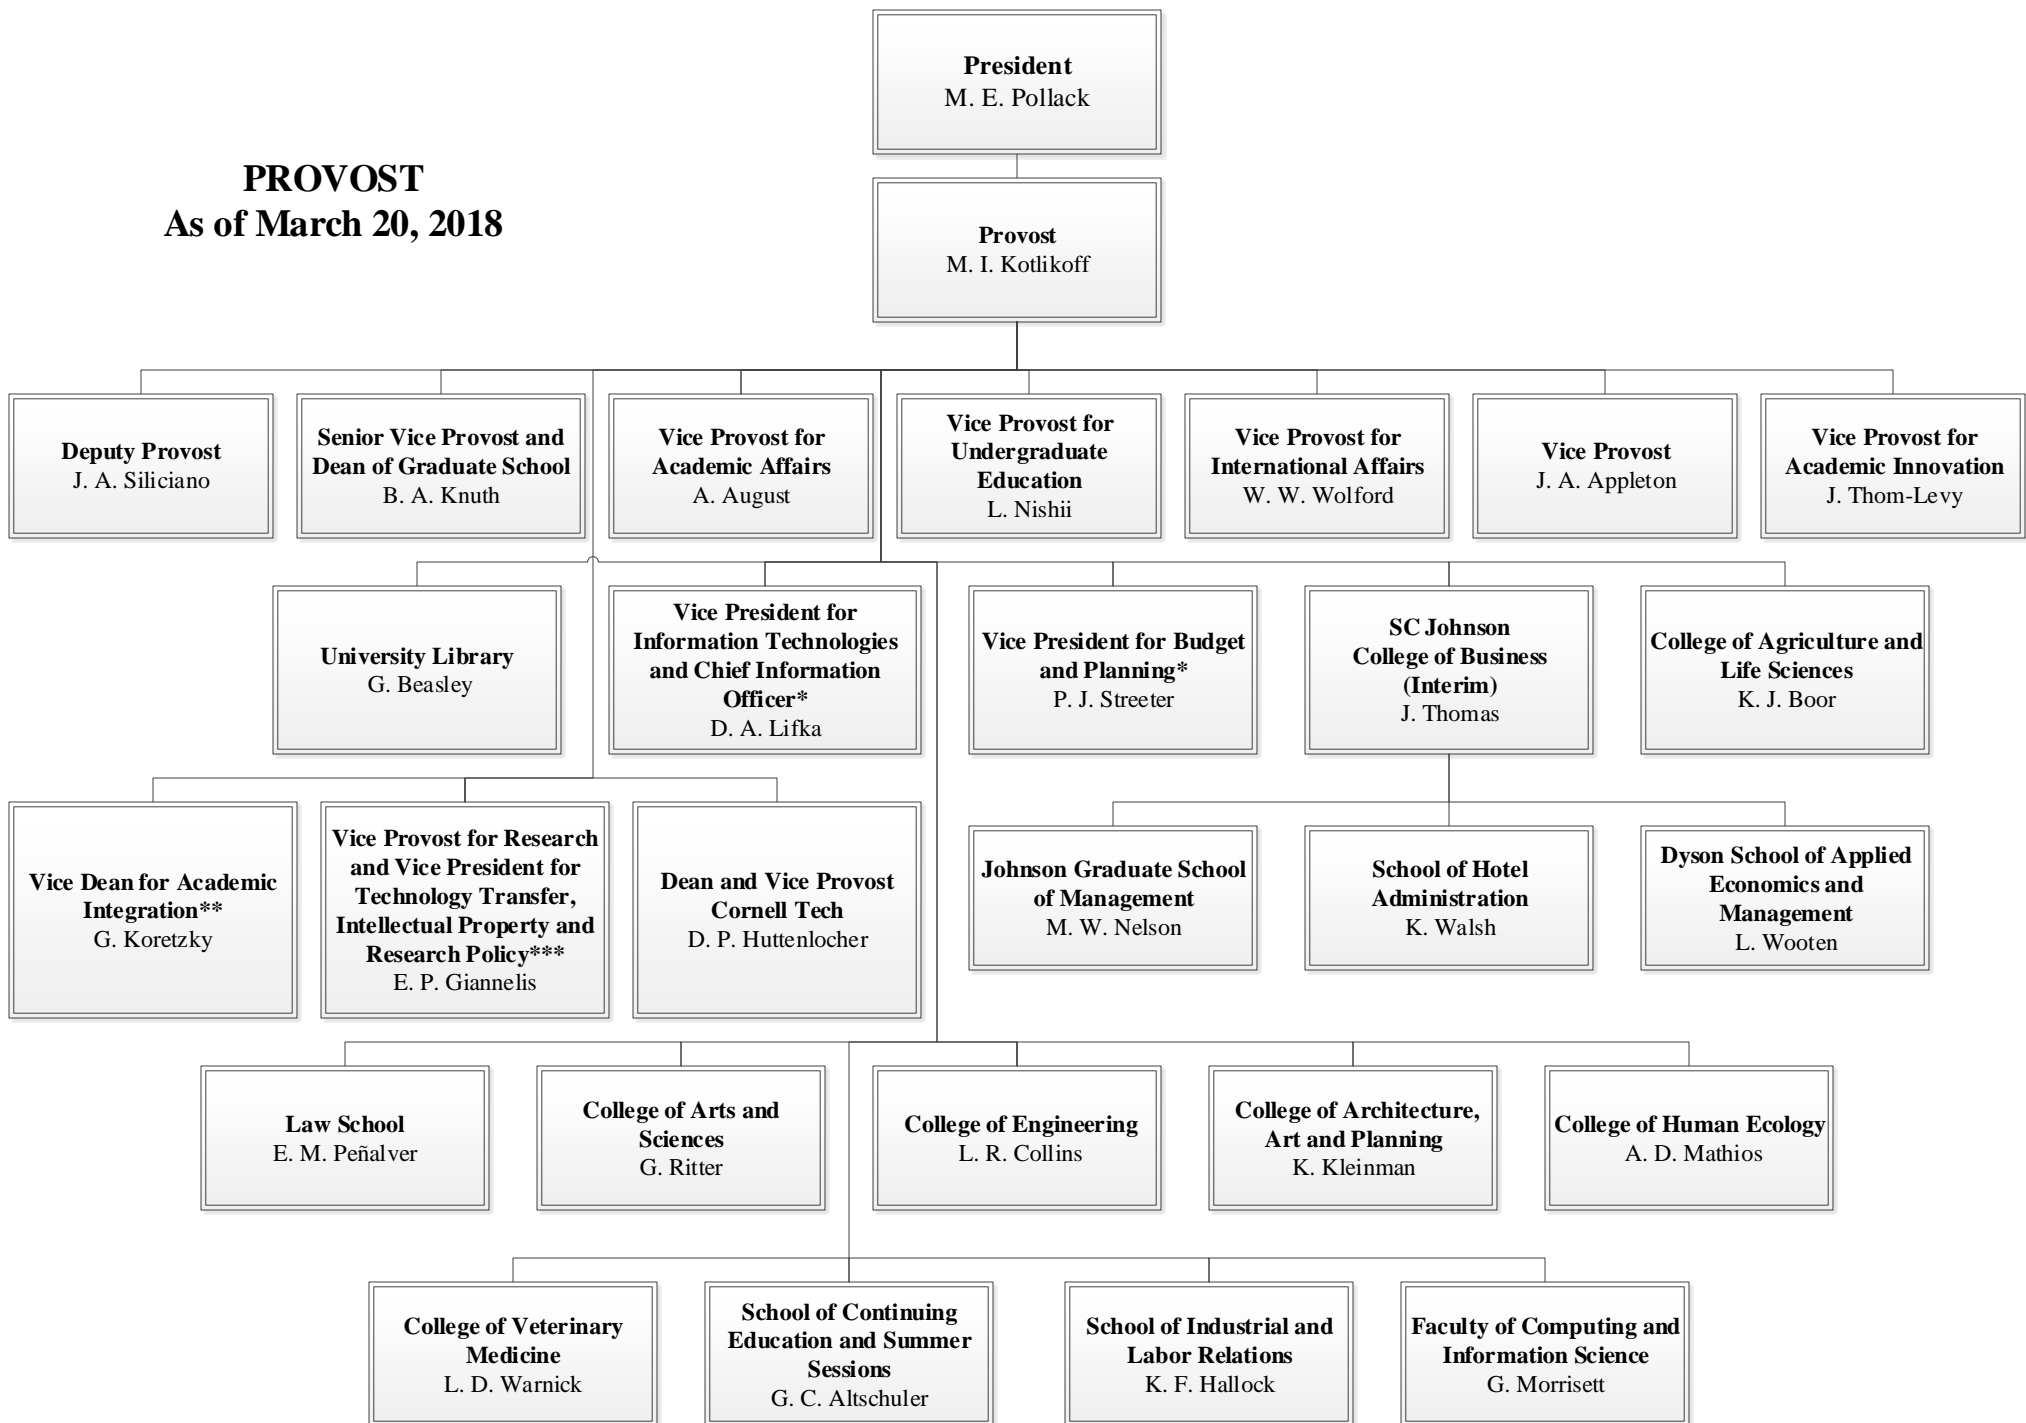 President
M. E. Pollack
PROVOST
As of March 20, 2018
Provost
M. I. Kotlikoff
Deputy Provost
J. A. Siliciano
Senior Vice Provost and
Dean of Graduate School
B. A. Knuth
Vice Provost for
Academic Affairs
A. August
Vice Provost for
Undergraduate
Education
L. Nishii
Vice Provost for
International Affairs
W. W. Wolford
Vice Provost
J. A. Appleton
Vice Provost for
Academic Innovation
J. Thom-Levy
University Library
G. Beasley
Vice President for
Information Technologies
and Chief Information
Officer*
D. A. Lifka
Vice President for Budget
and Planning*
P. J. Streeter
SC Johnson
College of Business
(Interim)
J. Thomas
College of Agriculture and
Life Sciences
K. J. Boor
Vice Dean for Academic
Integration**
G. Koretzky
Vice Provost for Research
and Vice President for
Technology Transfer,
Intellectual Property and
Research Policy***
E. P. Giannelis
Dean and Vice Provost
Cornell Tech
D. P. Huttenlocher
Johnson Graduate School
of Management
M. W. Nelson
School of Hotel
Administration
K. Walsh
Dyson School of Applied
Economics and
Management
L. Wooten
Law School
E. M. Peñalver
College of Arts and
Sciences
G. Ritter
College of Engineering
L. R. Collins
College of Architecture,
Art and Planning
K. Kleinman
College of Human Ecology
A. D. Mathios
College of Veterinary
Medicine
L. D. Warnick
School of Continuing
Education and Summer
Sessions
G. C. Altschuler
School of Industrial and
Labor Relations
K. F. Hallock
Faculty of Computing and
Information Science
G. Morrisett